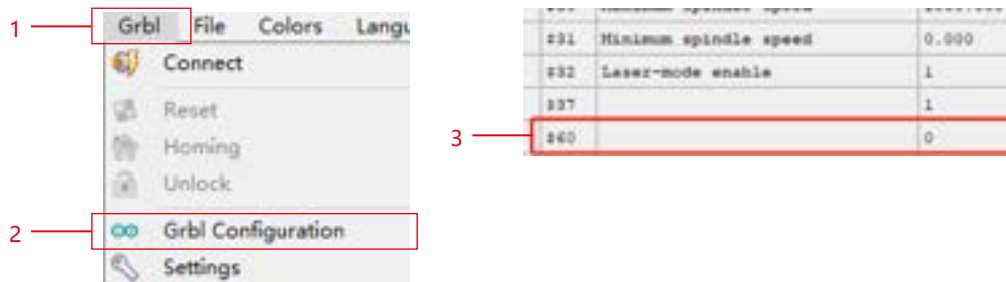 1
Grbl File Colors Langu
Connect
Reset
Homing
Unlock
2
Grbl Configuration
Settings
$31 Minimum spindle speed 0.000
$32 Laser-mode enable 1
$37 1
3
$60 0